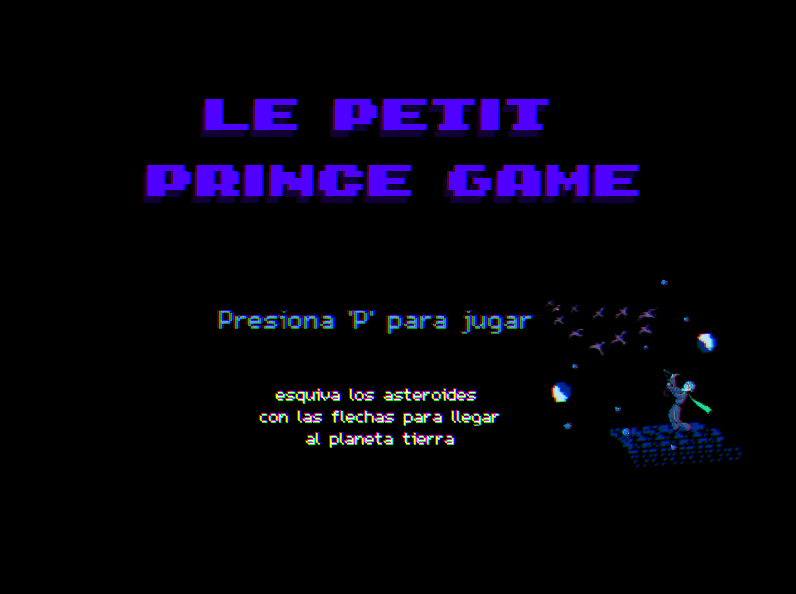 LE PETIT
PRINCE GAME
Presiona 'P' para jugar
esquiva los asteroides
con las flechas para llegar
al planeta tierra